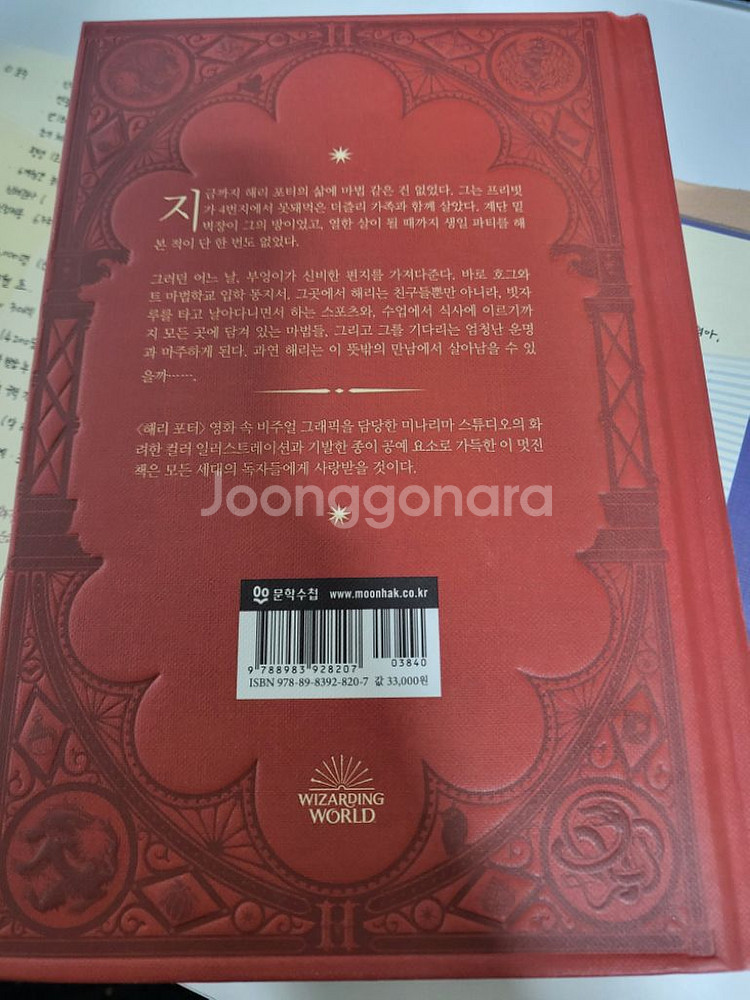 지금까지 해리 포터의 삶에 마법 같은 건 없었다. 그는 프리빗
가 4번지에서 못돼먹은 더즐리 가족과 함께 살았다. 계단 밑
벽장이 그의 방이었고, 열한 살이 될 때까지 생일 파티를 해
본 적이 단 한 번도 없었다.
그러던 어느 날, 부엉이가 신비한 편지를 가져다준다. 바로 호그와
트 마법학교 입학 통지서. 그곳에서 해리는 친구들뿐만 아니라, 빗자
루를 타고 날아다니면서 하는 스포츠와, 수업에서 식사에 이르기까
지 모든 곳에 담겨 있는 마법들, 그리고 그를 기다리는 엄청난 운명
과 마주하게 된다. 과연 해리는 이 뜻밖의 만남에서 살아남을 수 있
을까…….
《해리 포터》 영화 속 비주얼 그래픽을 담당한 미나리마 스튜디오의 화
려한 컬러 일러스트레이션과 기발한 종이 공예 요소로 가득한 이 멋진
책은 모든 세대의 독자들에게 사랑받을 것이다.
Joonggonara
문학수첩 www.moonhak.co.kr
03840
9 788983 928207
ISBN 978-89-8392-820-7 값 33,000원
WIZARDING
WORLD